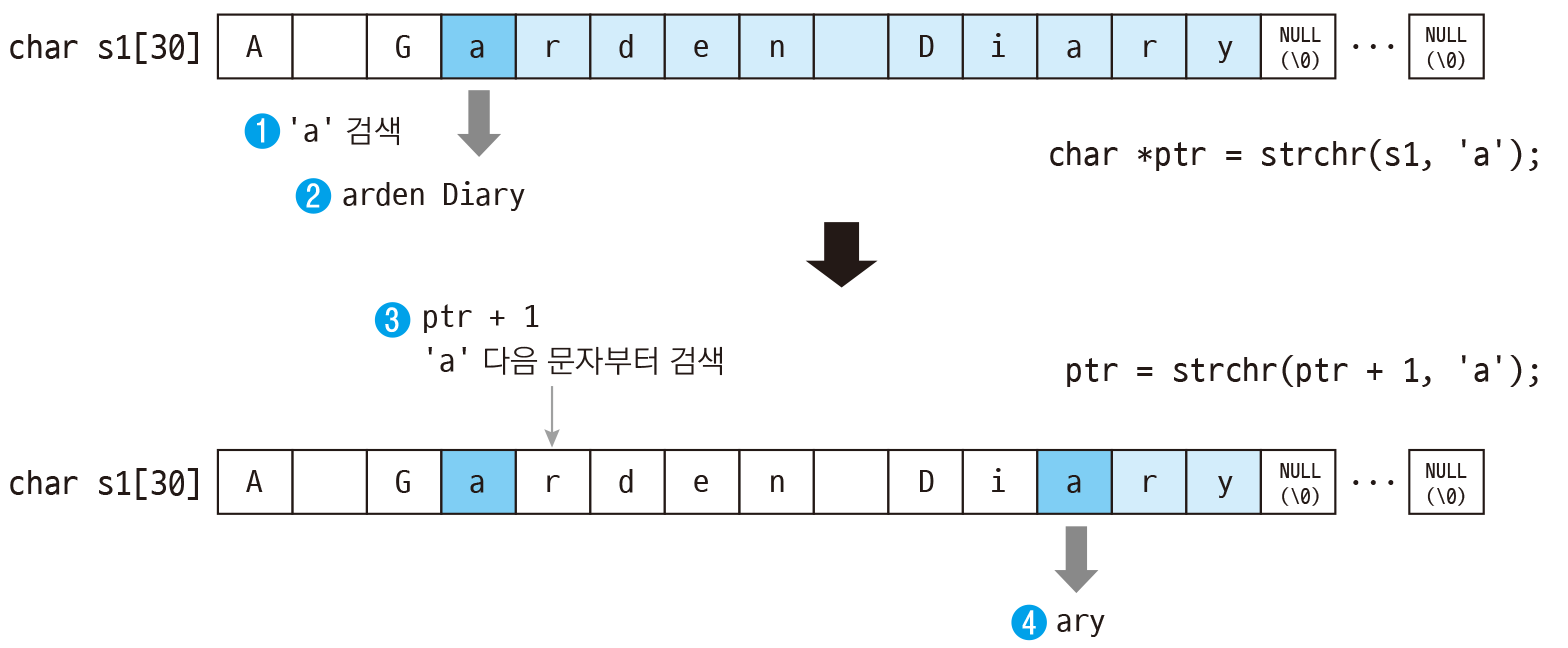 char s1[30] A G a r d e n D i a r y NULL (\0) ··· NULL (\0)
1 'a' 검색
2 arden Diary
char *ptr = strchr(s1, 'a');
3 ptr + 1
'a' 다음 문자부터 검색
ptr = strchr(ptr + 1, 'a');
char s1[30] A G a r d e n D i a r y NULL (\0) ··· NULL (\0)
4 ary